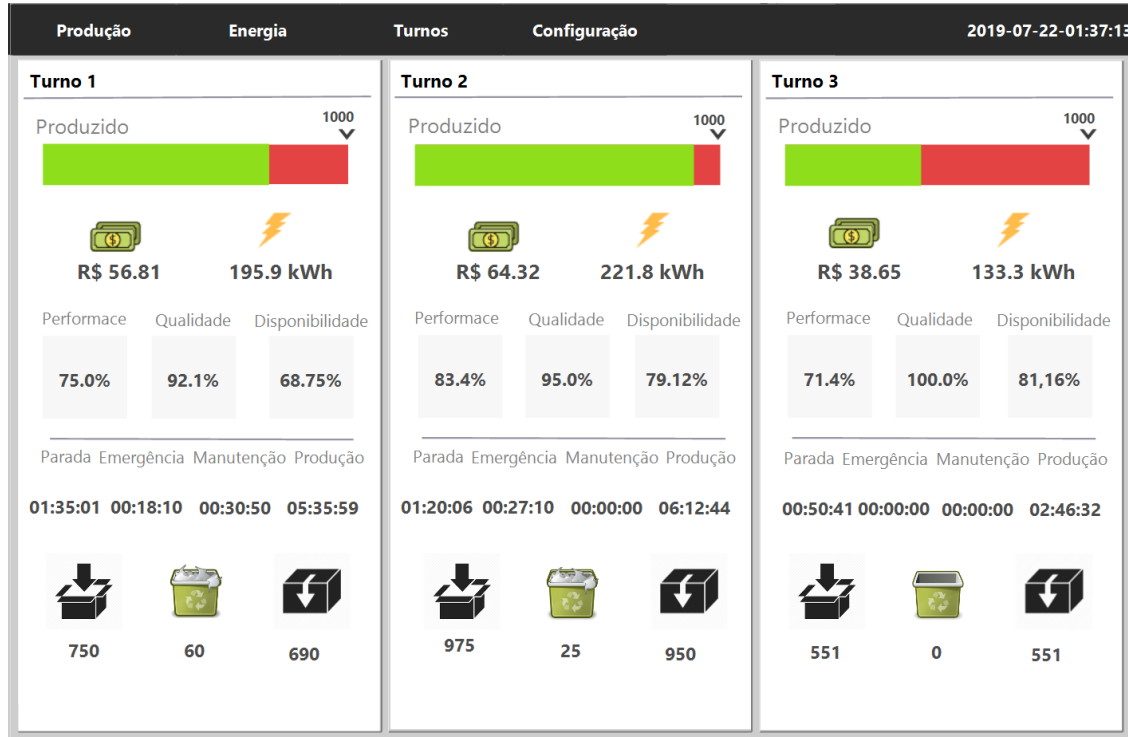 Produção Energia Turnos Configuração 2019-07-22-01:37:13
Turno 1
Produzido 1000
R$ 56.81 195.9 kWh
Performace Qualidade Disponibilidade
75.0% 92.1% 68.75%
Parada Emergência Manutenção Produção
01:35:01 00:18:10 00:30:50 05:35:59
750 60 690
Turno 2
Produzido 1000
R$ 64.32 221.8 kWh
Performace Qualidade Disponibilidade
83.4% 95.0% 79.12%
Parada Emergência Manutenção Produção
01:20:06 00:27:10 00:00:00 06:12:44
975 25 950
Turno 3
Produzido 1000
R$ 38.65 133.3 kWh
Performace Qualidade Disponibilidade
71.4% 100.0% 81,16%
Parada Emergência Manutenção Produção
00:50:41 00:00:00 00:00:00 02:46:32
551 0 551